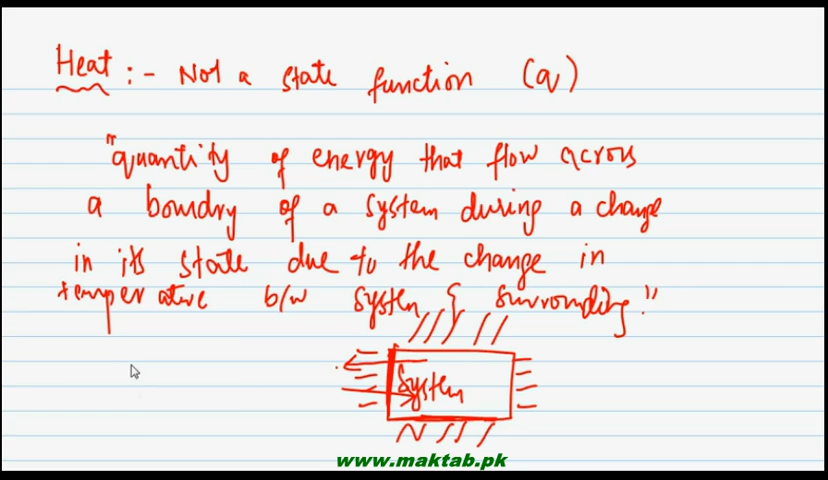 Heat :- Not a state function (q)
"quantity of energy that flow across
a boundry of a system during a change
in its state due to the change in
temperature b/w system & surrounding."
System
www.maktab.pk